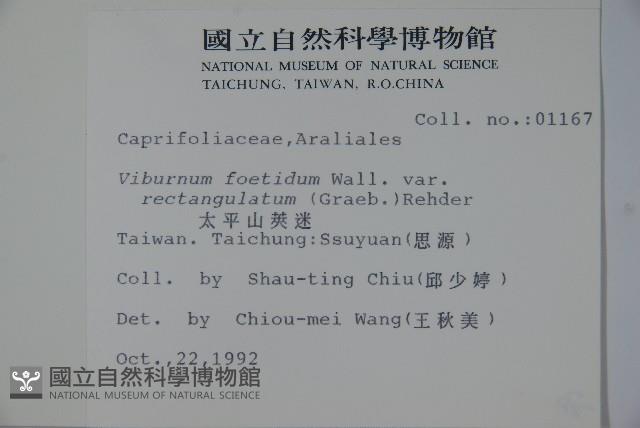 國立自然科學博物館
NATIONAL MUSEUM OF NATURAL SCIENCE
TAICHUNG, TAIWAN, R.O.CHINA
Coll. no.:01167
Caprifoliaceae,Araliales
Viburnum foetidum Wall. var.
rectangulatum (Graeb.)Rehder
太平山莢迷
Taiwan. Taichung:Ssuyuan(思源)
Coll. by Shau-ting Chiu(邱少婷)
Det. by Chiou-mei Wang(王秋美)
Oct.,22,1992
國立自然科學博物館
NATIONAL MUSEUM OF NATURAL SCIENCE